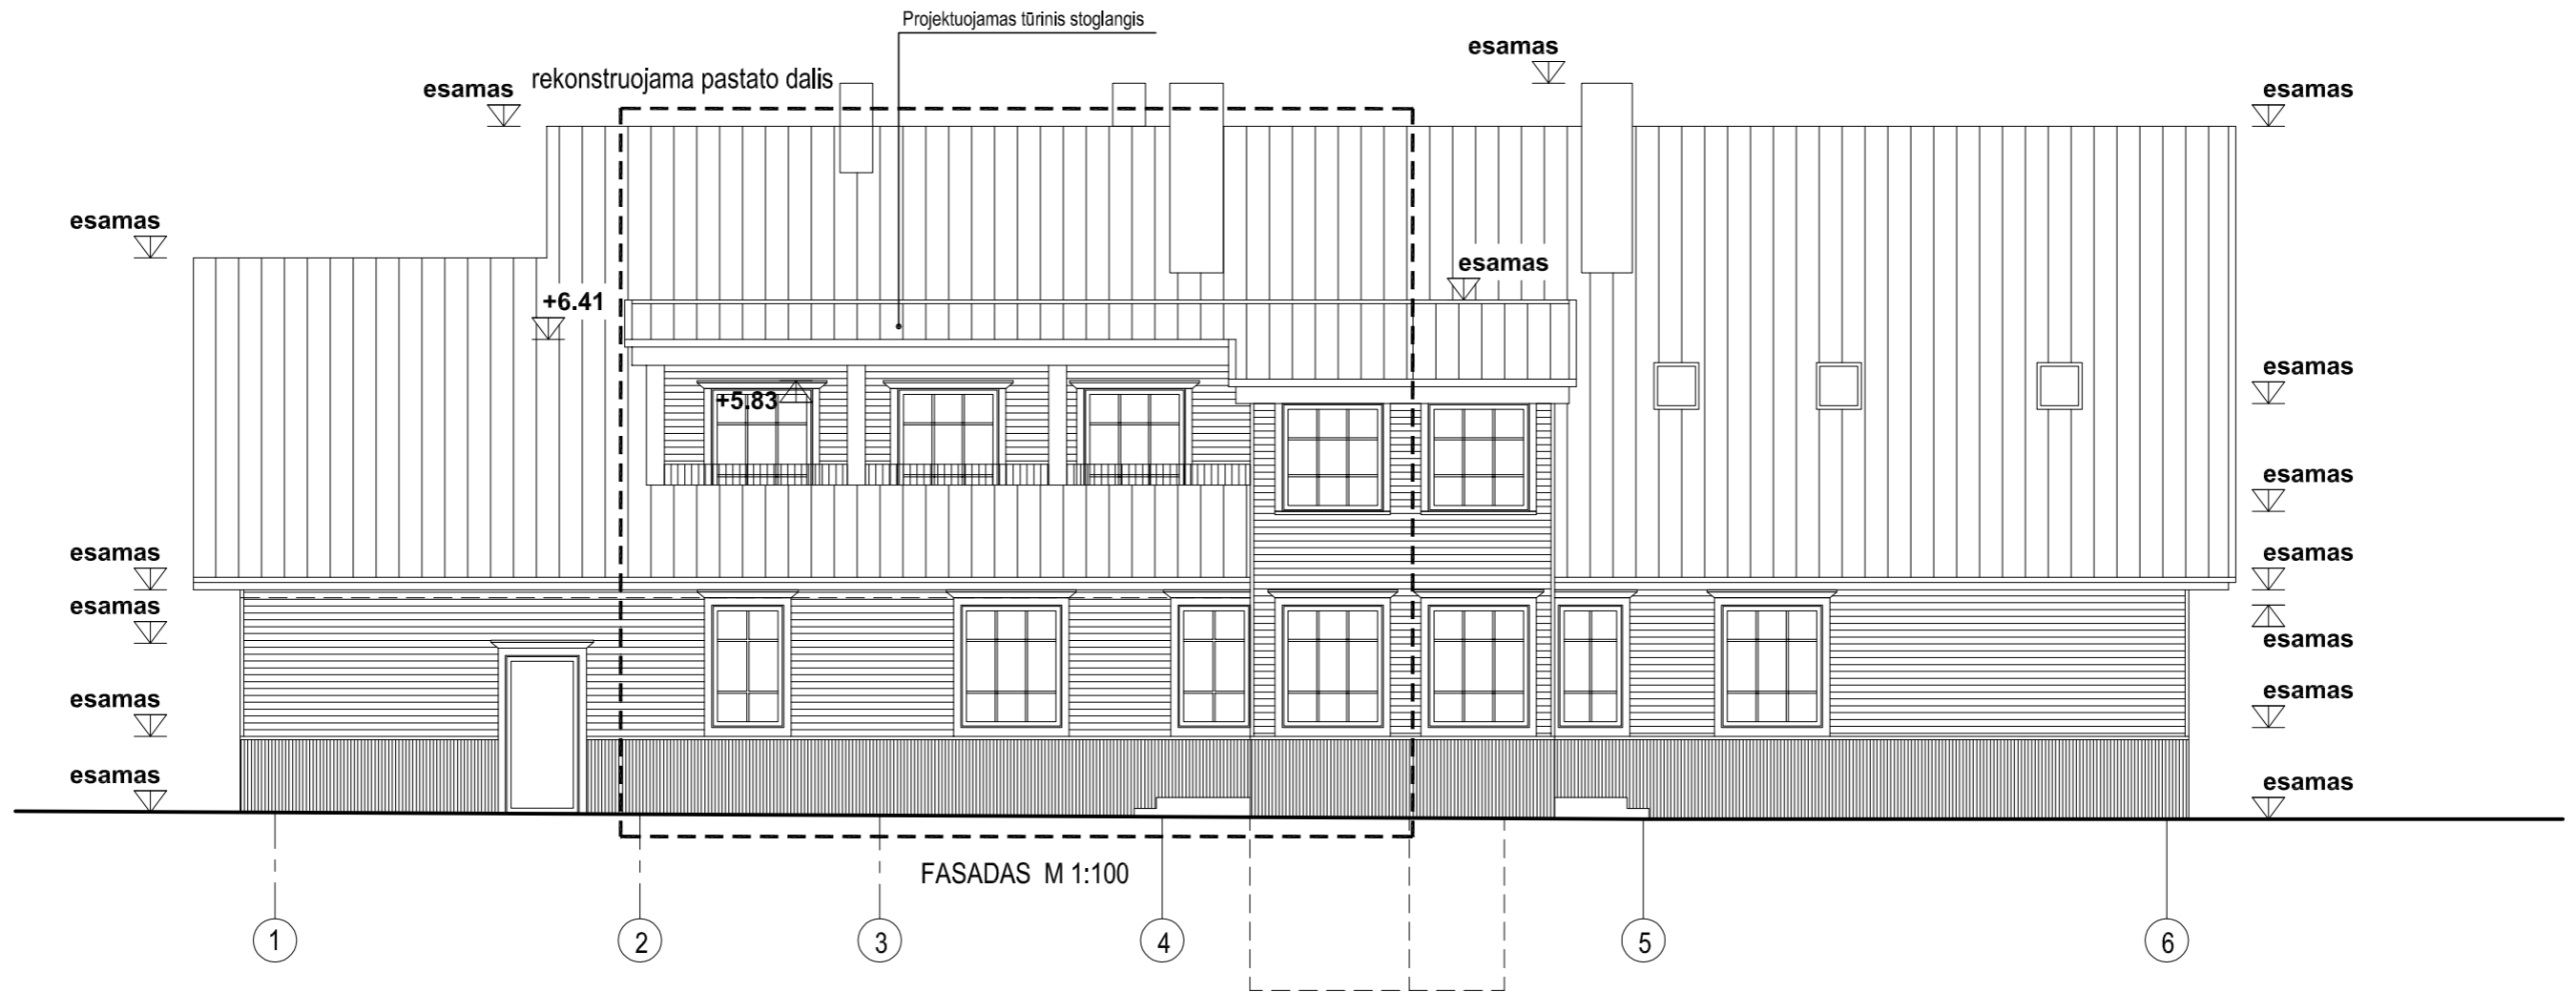 Projektuojamas tūrinis stoglangis
esamas
rekonstruojama pastato dalis
esamas
esamas
esamas
esamas
+6.41
esamas
+5.83
esamas
esamas
esamas
esamas
esamas
esamas
esamas
esamas
esamas
esamas
FASADAS M 1:100
1
2
3
4
5
6